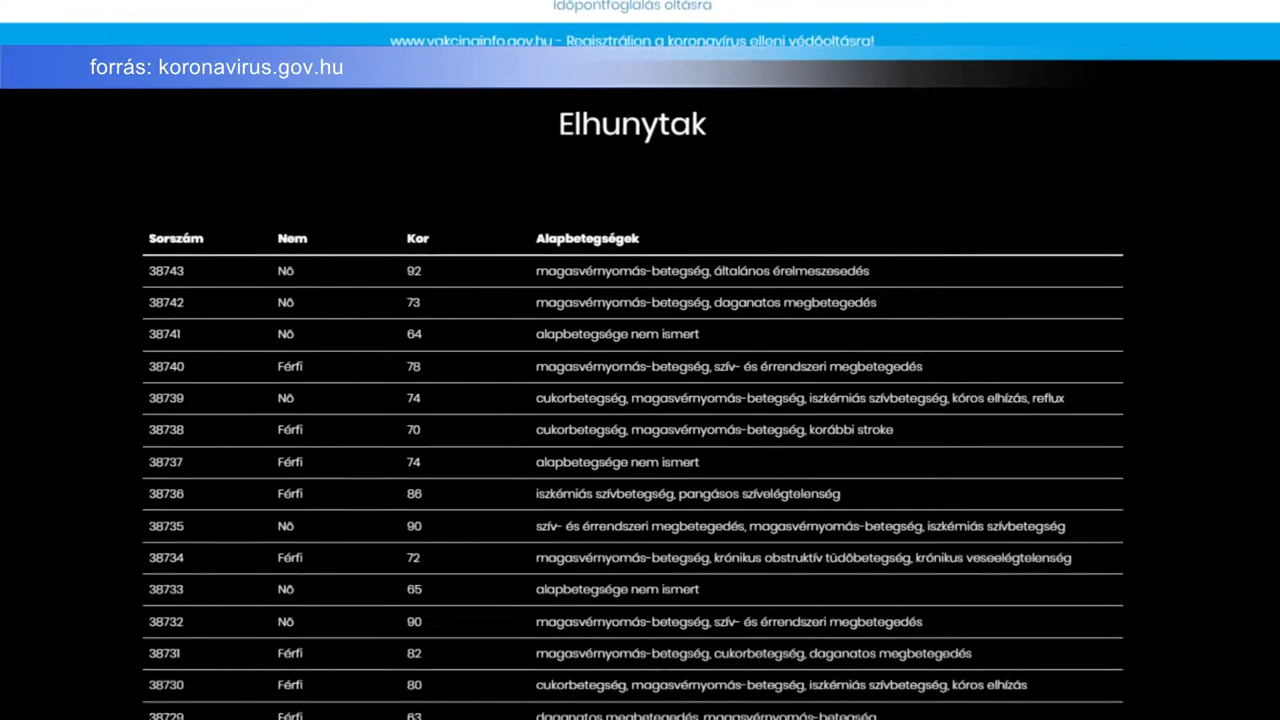 Időpontfoglalás oltásra
www.vakcinainfo.gov.hu - Regisztráljon a koronavírus elleni védőoltásra!
forrás: koronavirus.gov.hu
Elhunytak
Sorszám Nem Kor Alapbetegségek
38743 Nő 92 magasvérnyomás-betegség, általános érelmeszesedés
38742 Nő 73 magasvérnyomás-betegség, daganatos megbetegedés
38741 Nő 64 alapbetegsége nem ismert
38740 Férfi 78 magasvérnyomás-betegség, szív- és érrendszeri megbetegedés
38739 Nő 74 cukorbetegség, magasvérnyomás-betegség, iszkémiás szívbetegség, kóros elhízás, reflux
38738 Férfi 70 cukorbetegség, magasvérnyomás-betegség, korábbi stroke
38737 Férfi 74 alapbetegsége nem ismert
38736 Férfi 86 iszkémiás szívbetegség, pangásos szívelégtelenség
38735 Nő 90 szív- és érrendszeri megbetegedés, magasvérnyomás-betegség, iszkémiás szívbetegség
38734 Férfi 72 magasvérnyomás-betegség, krónikus obstruktív tüdőbetegség, krónikus veseelégtelenség
38733 Nő 65 alapbetegsége nem ismert
38732 Nő 90 magasvérnyomás-betegség, szív- és érrendszeri megbetegedés
38731 Férfi 82 magasvérnyomás-betegség, cukorbetegség, daganatos megbetegedés
38730 Férfi 80 cukorbetegség, magasvérnyomás-betegség, iszkémiás szívbetegség, kóros elhízás
38729 Férfi 63 daganatos megbetegedés, magasvérnyomás-betegség